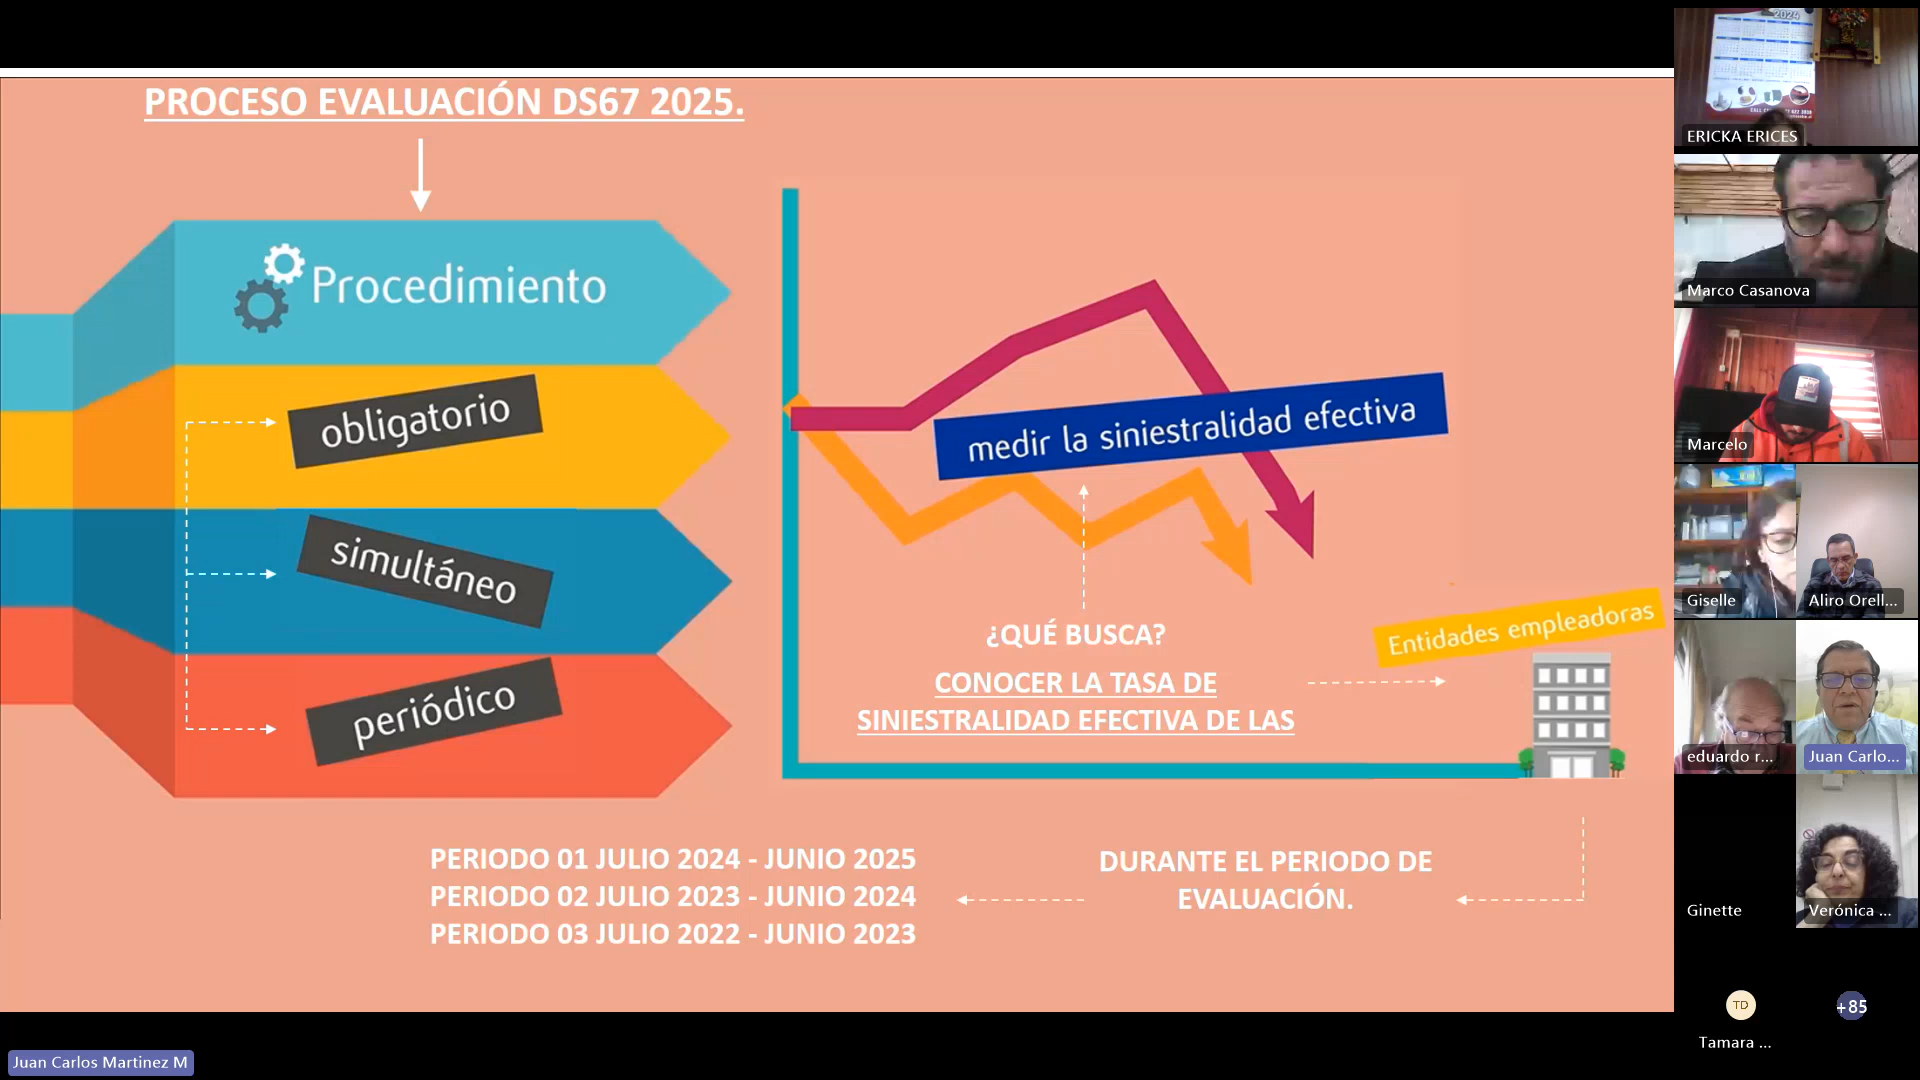 PROCESO EVALUACIÓN DS67 2025.
Procedimiento
obligatorio
simultáneo
periódico
medir la siniestralidad efectiva
¿QUÉ BUSCA?
CONOCER LA TASA DE
SINIESTRALIDAD EFECTIVA DE LAS
Entidades empleadoras
DURANTE EL PERIODO DE
EVALUACIÓN.
PERIODO 01 JULIO 2024 - JUNIO 2025
PERIODO 02 JULIO 2023 - JUNIO 2024
PERIODO 03 JULIO 2022 - JUNIO 2023
Juan Carlos Martinez M
2024
ERICKA ERICES
Marco Casanova
Marcelo
Giselle
Aliro Orell...
eduardo r...
Juan Carlo...
Ginette
Verónica ...
TD
+85
Tamara ...